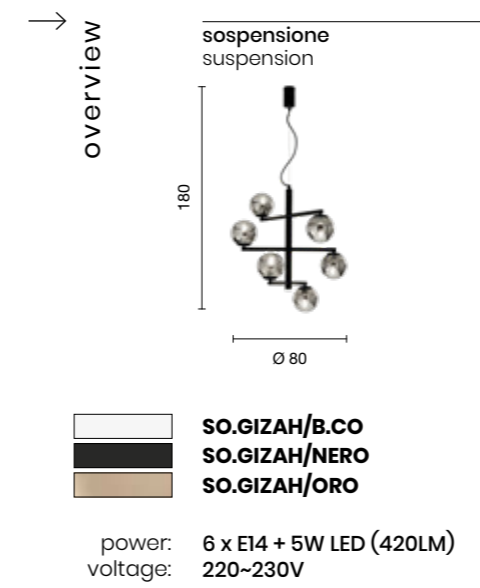 overview
sospensione
suspension
180
Ø 80
SO.GIZAH/B.CO
SO.GIZAH/NERO
SO.GIZAH/ORO
power: 6 x E14 + 5W LED (420LM)
voltage: 220~230V